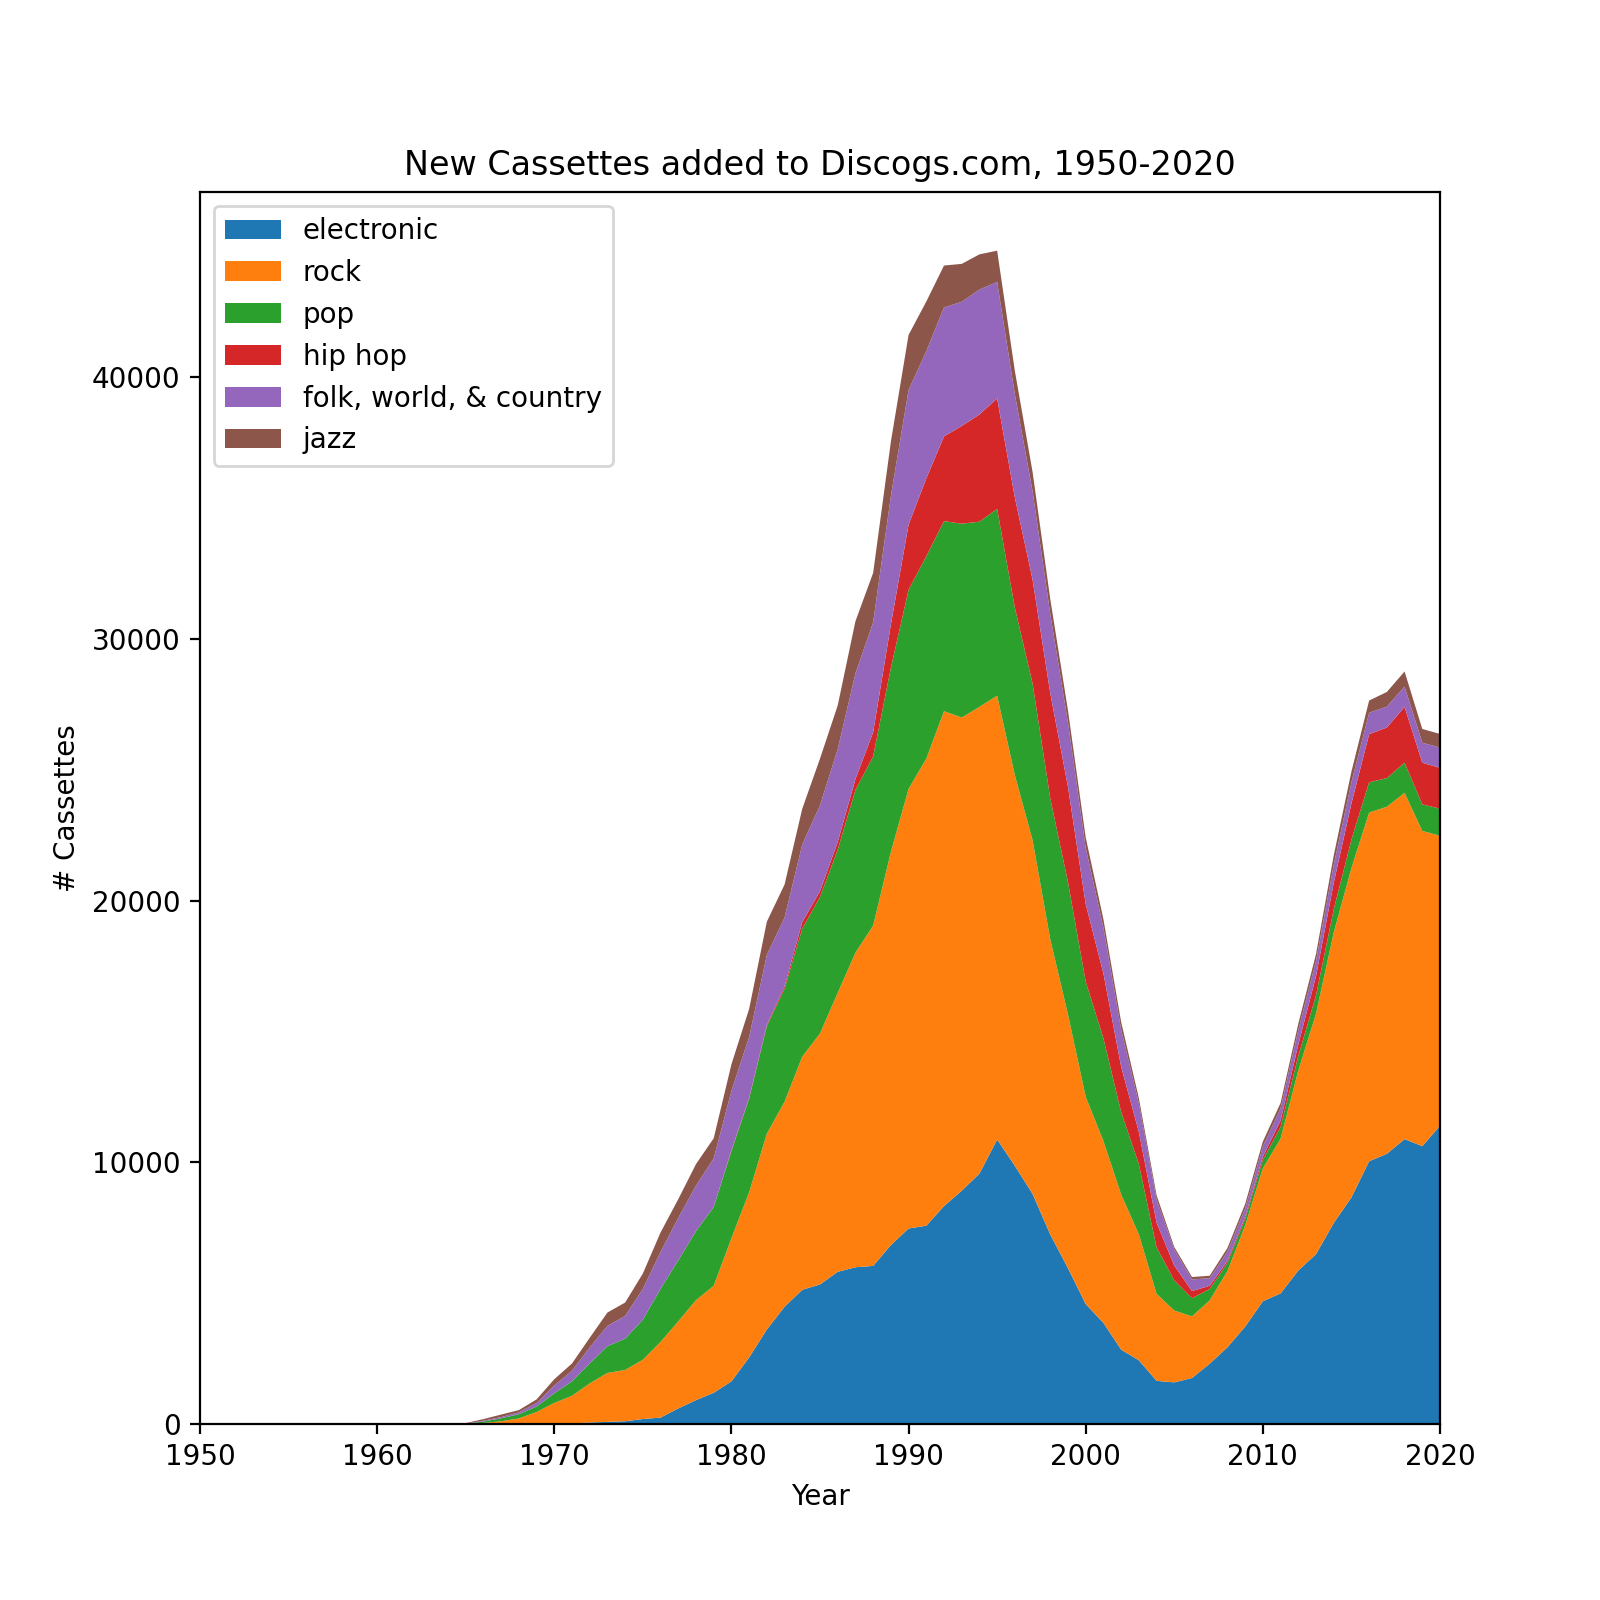 New Cassettes added to Discogs.com, 1950-2020
electronic
rock
pop
hip hop
folk, world, & country
jazz
40000
30000
20000
10000
0
# Cassettes
1950 1960 1970 1980 1990 2000 2010 2020
Year